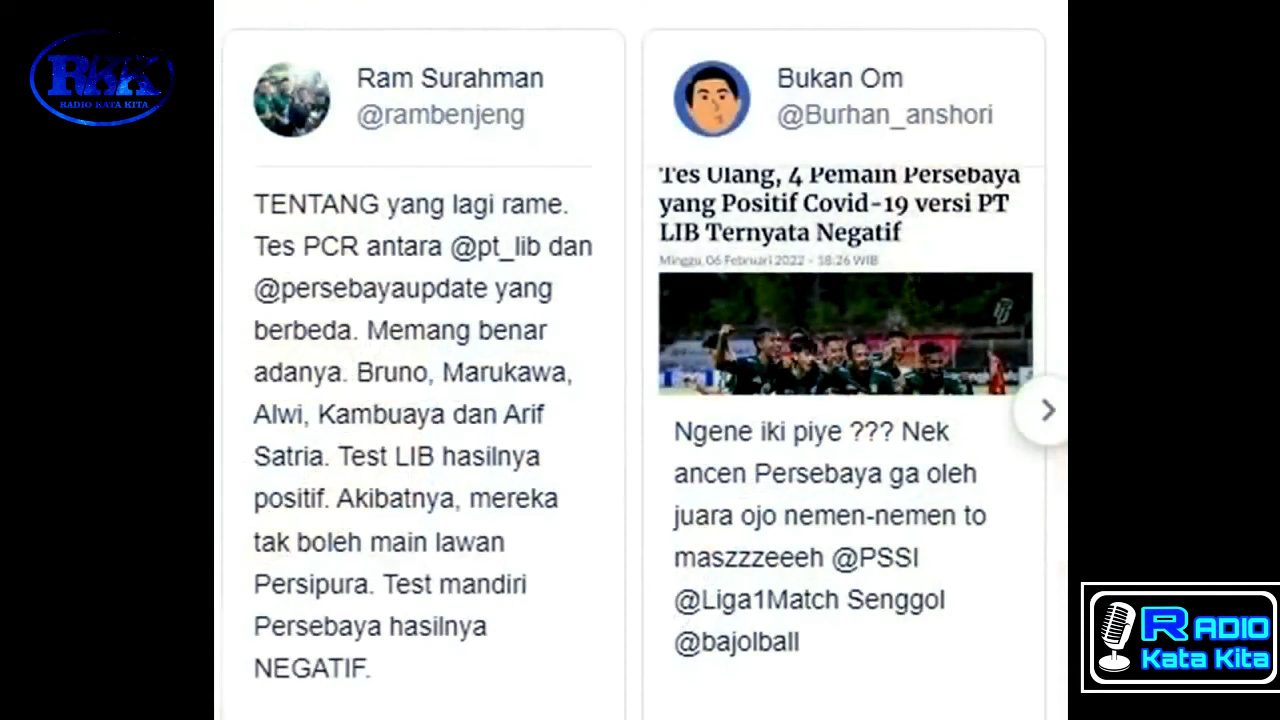 RKK
RADIO KATA KITA
Ram Surahman
@rambenjeng
TENTANG yang lagi rame.
Tes PCR antara @pt_lib dan
@persebayaupdate yang
berbeda. Memang benar
adanya. Bruno, Marukawa,
Alwi, Kambuaya dan Arif
Satria. Test LIB hasilnya
positif. Akibatnya, mereka
tak boleh main lawan
Persipura. Test mandiri
Persebaya hasilnya
NEGATIF.
Bukan Om
@Burhan_anshori
Tes Ulang, 4 Pemain Persebaya
yang Positif Covid-19 versi PT
LIB Ternyata Negatif
Minggu, 06 Februari 2022 - 18:26 WIB
Ngene iki piye ??? Nek
ancen Persebaya ga oleh
juara ojo nemen-nemen to
maszzzeeeh @PSSI
@Liga1Match Senggol
@bajolball
RADIO
Kata Kita